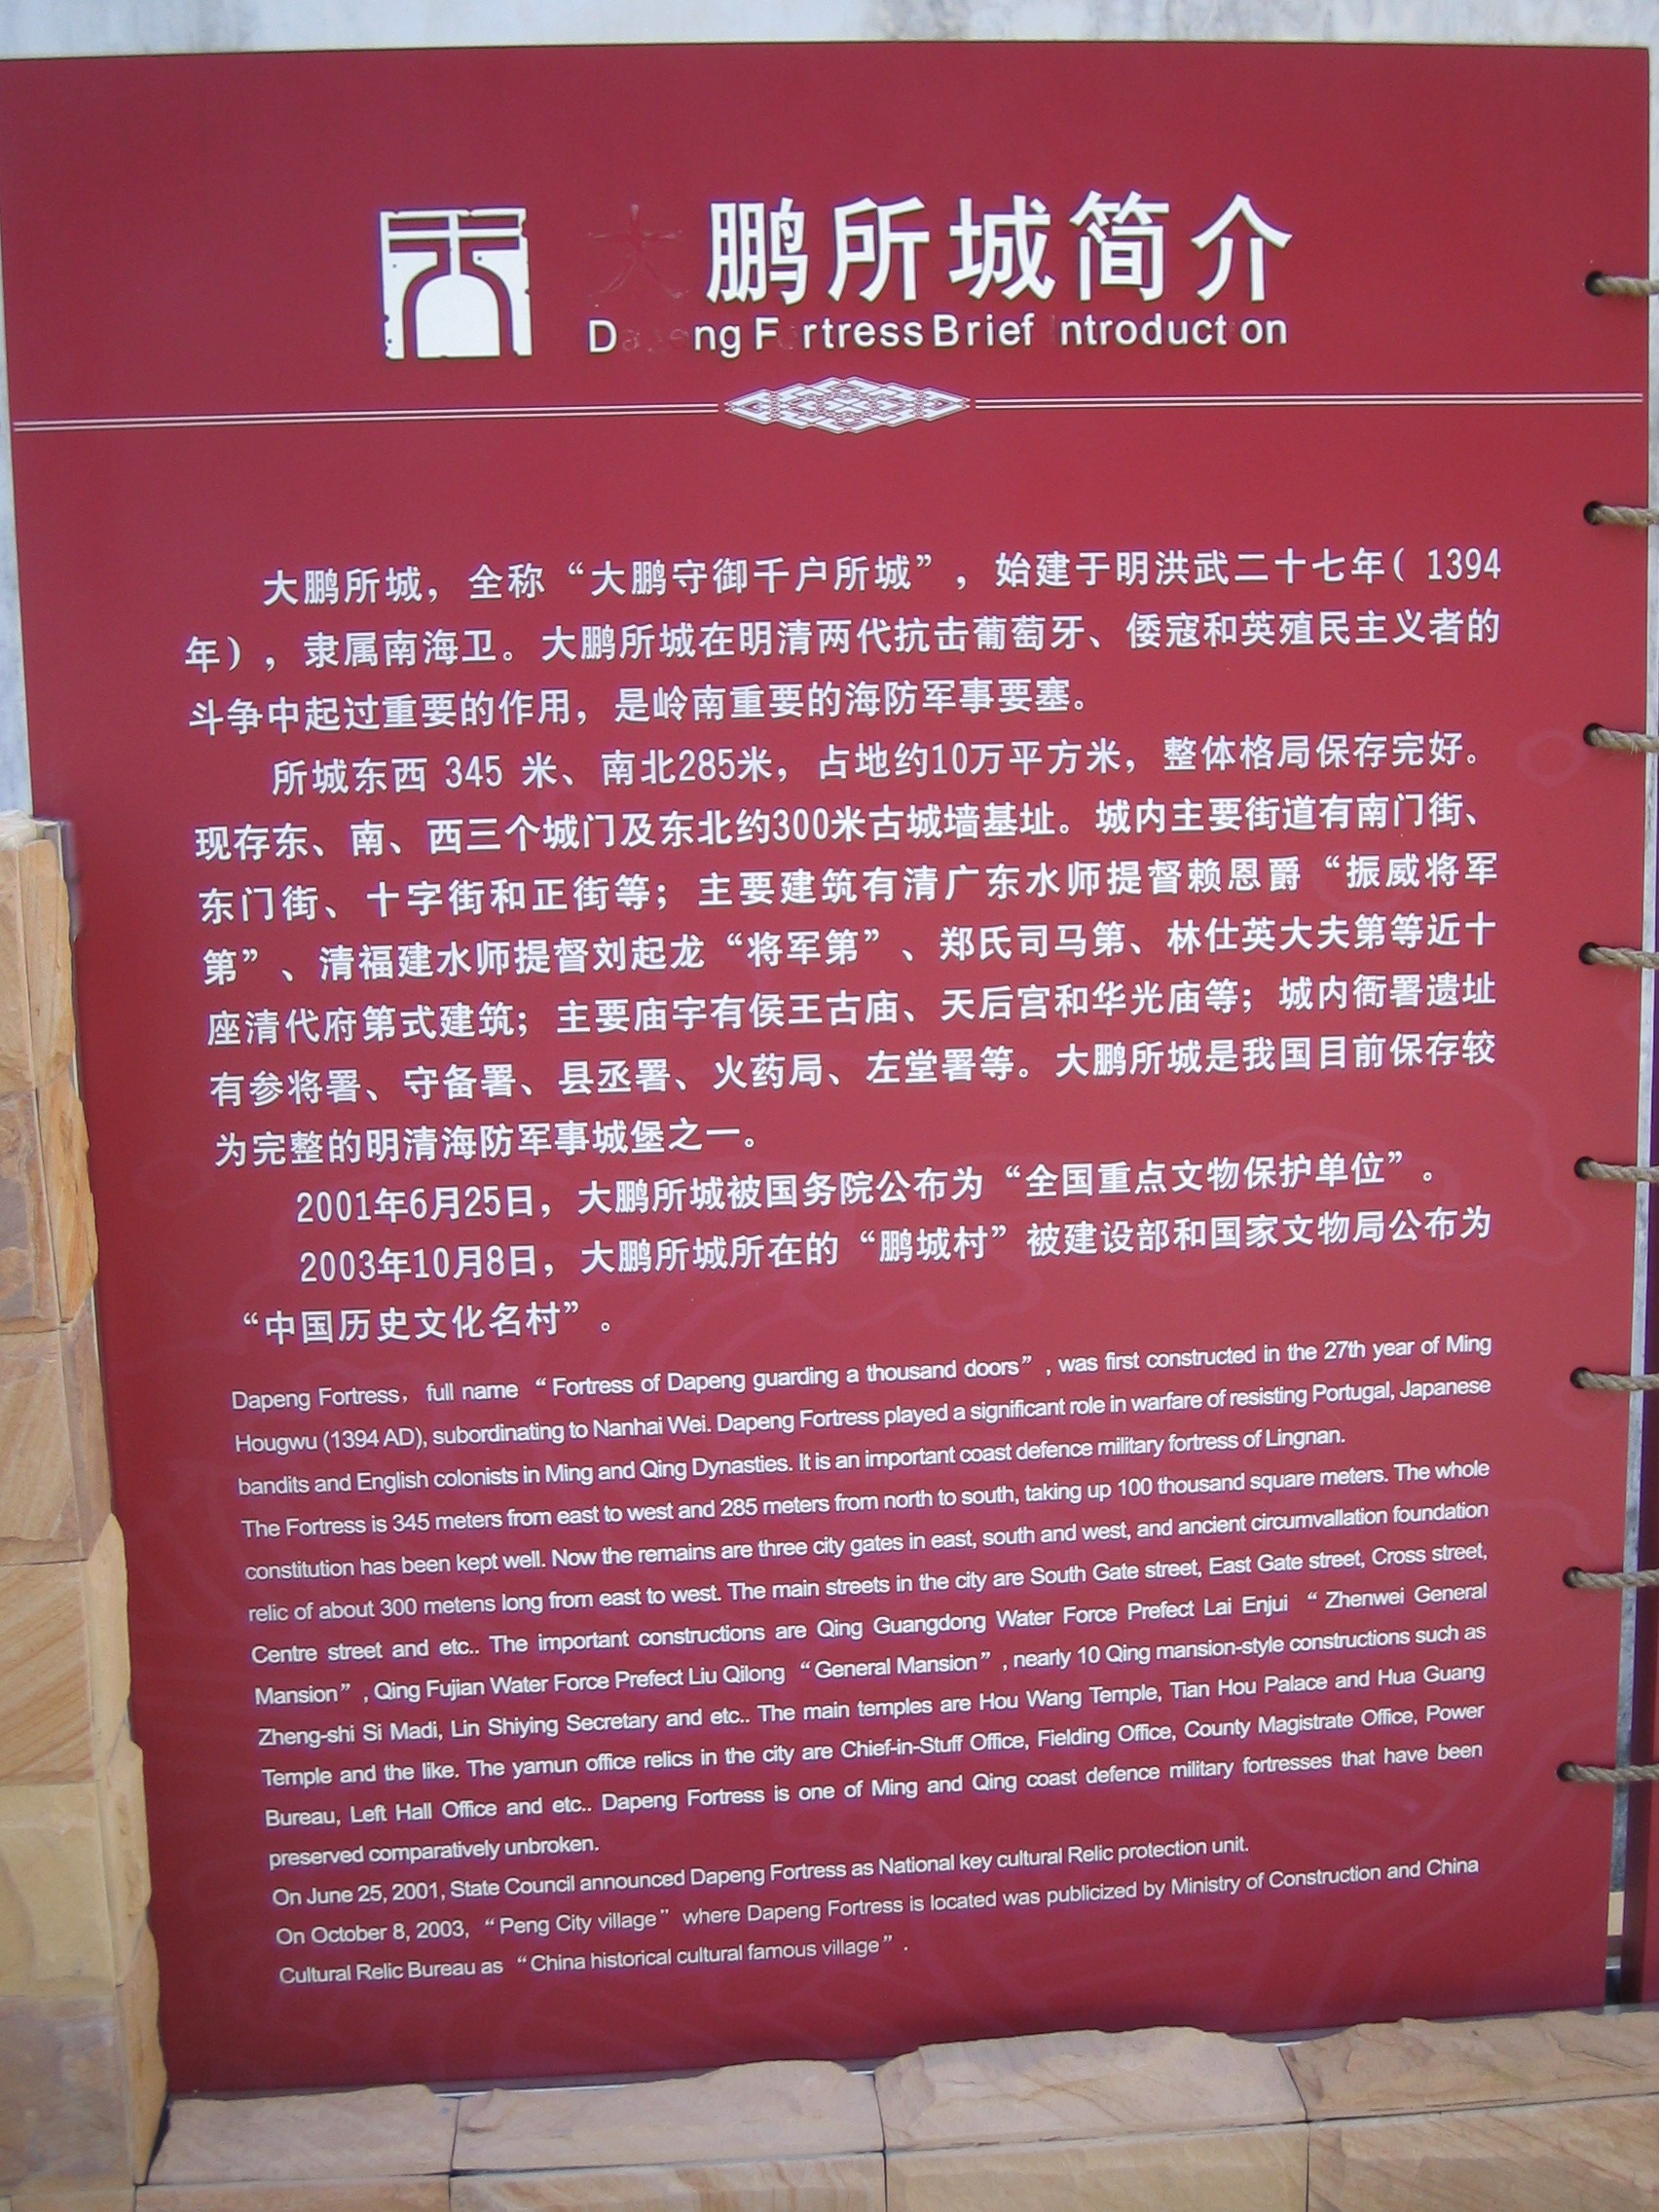 大鹏所城简介
D  ng F rtress Brief  ntroduct on
大鹏所城，全称“大鹏守御千户所城”，始建于明洪武二十七年（1394
年），隶属南海卫。大鹏所城在明清两代抗击葡萄牙、倭寇和英殖民主义者的
斗争中起过重要的作用，是岭南重要的海防军事要塞。
所城东西 345 米、南北285米，占地约10万平方米，整体格局保存完好。
现存东、南、西三个城门及东北约300米古城墙基址。城内主要街道有南门街、
东门街、十字街和正街等；主要建筑有清广东水师提督赖恩爵“振威将军
第”、清福建水师提督刘起龙“将军第”、郑氏司马第、林仕英大夫第等近十
座清代府第式建筑；主要庙宇有侯王古庙、天后宫和华光庙等；城内衙署遗址
有参将署、守备署、县丞署、火药局、左堂署等。大鹏所城是我国目前保存较
为完整的明清海防军事城堡之一。
2001年6月25日，大鹏所城被国务院公布为“全国重点文物保护单位”。
2003年10月8日，大鹏所城所在的“鹏城村”被建设部和国家文物局公布为
“中国历史文化名村”。
Dapeng Fortress, full name “Fortress of Dapeng guarding a thousand doors”, was first constructed in the 27th year of Ming
Hougwu (1394 AD), subordinating to Nanhai Wei. Dapeng Fortress played a significant role in warfare of resisting Portugal, Japanese
bandits and English colonists in Ming and Qing Dynasties. It is an important coast defence military fortress of Lingnan.
The Fortress is 345 meters from east to west and 285 meters from north to south, taking up 100 thousand square meters. The whole
constitution has been kept well. Now the remains are three city gates in east, south and west, and ancient circumvallation foundation
relic of about 300 metens long from east to west. The main streets in the city are South Gate street, East Gate street, Cross street,
Centre street and etc.. The important constructions are Qing Guangdong Water Force Prefect Lai Enjui “Zhenwei General
Mansion”, Qing Fujian Water Force Prefect Liu Qilong “General Mansion”, nearly 10 Qing mansion-style constructions such as
Zheng-shi Si Madi, Lin Shiying Secretary and etc.. The main temples are Hou Wang Temple, Tian Hou Palace and Hua Guang
Temple and the like. The yamun office relics in the city are Chief-in-Stuff Office, Fielding Office, County Magistrate Office, Power
Bureau, Left Hall Office and etc.. Dapeng Fortress is one of Ming and Qing coast defence military fortresses that have been
preserved comparatively unbroken.
On June 25, 2001, State Council announced Dapeng Fortress as National key cultural Relic protection unit.
On October 8, 2003, “Peng City village” where Dapeng Fortress is located was publicized by Ministry of Construction and China
Cultural Relic Bureau as “China historical cultural famous village”.